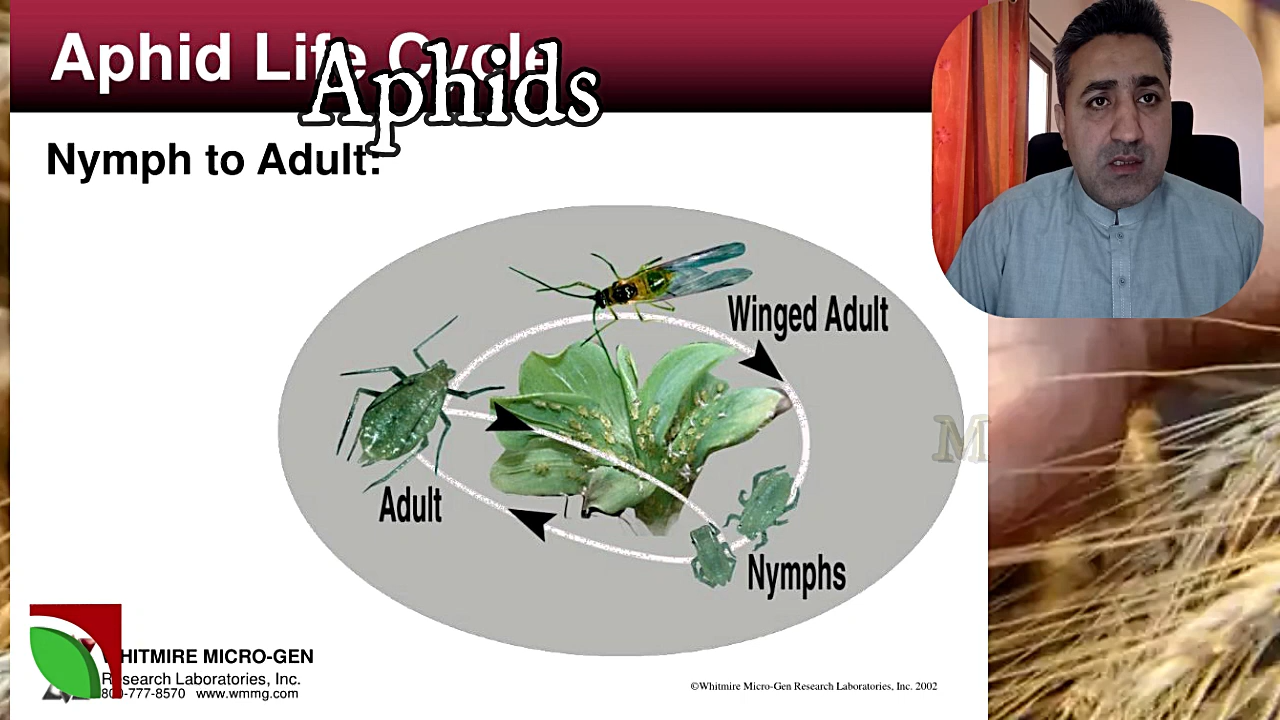 Aphid Life Cycle
Aphids
Nymph to Adult:
Winged Adult
Adult
Nymphs
M
WHITMIRE MICRO-GEN
Research Laboratories, Inc.
800-777-8570 www.wmmg.com
©Whitmire Micro-Gen Research Laboratories, Inc. 2002